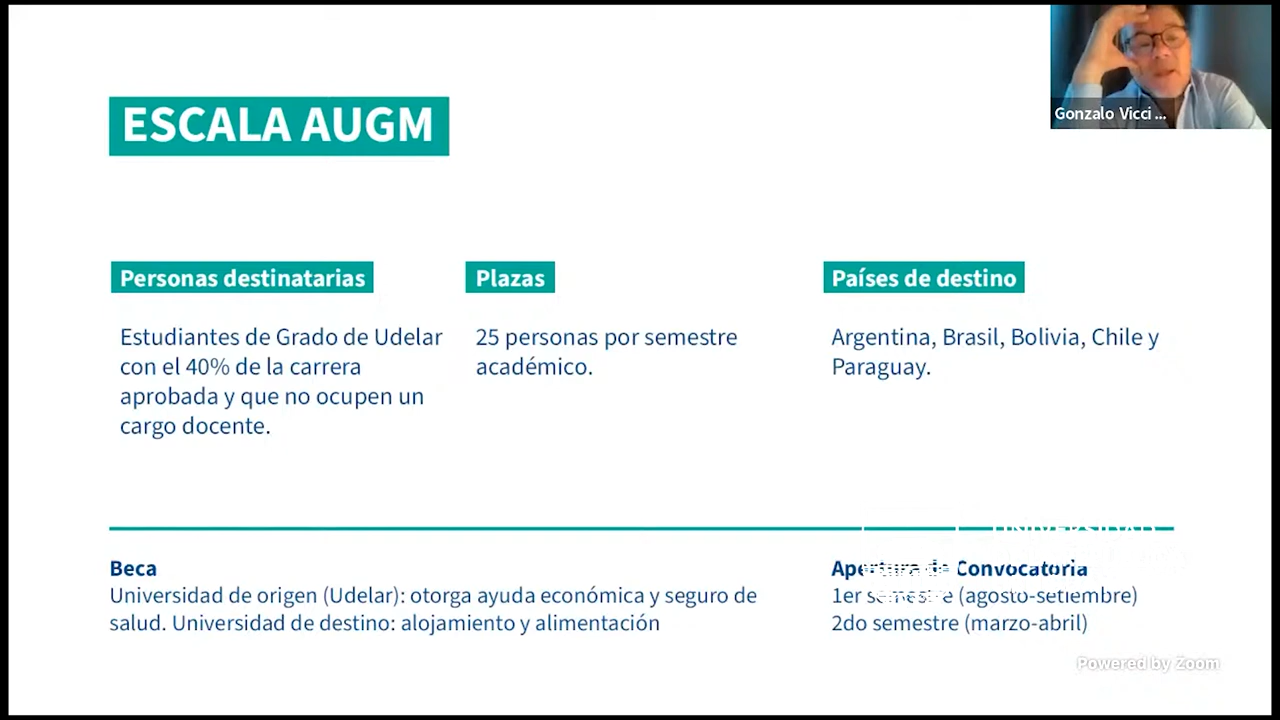 ESCALA AUGM
Gonzalo Vicci ...
Personas destinatarias
Estudiantes de Grado de Udelar
con el 40% de la carrera
aprobada y que no ocupen un
cargo docente.
Plazas
25 personas por semestre
académico.
Países de destino
Argentina, Brasil, Bolivia, Chile y
Paraguay.
Beca
Universidad de origen (Udelar): otorga ayuda económica y seguro de
salud. Universidad de destino: alojamiento y alimentación
Apertura de Convocatoria
1er semestre (agosto-setiembre)
2do semestre (marzo-abril)
Powered by Zoom